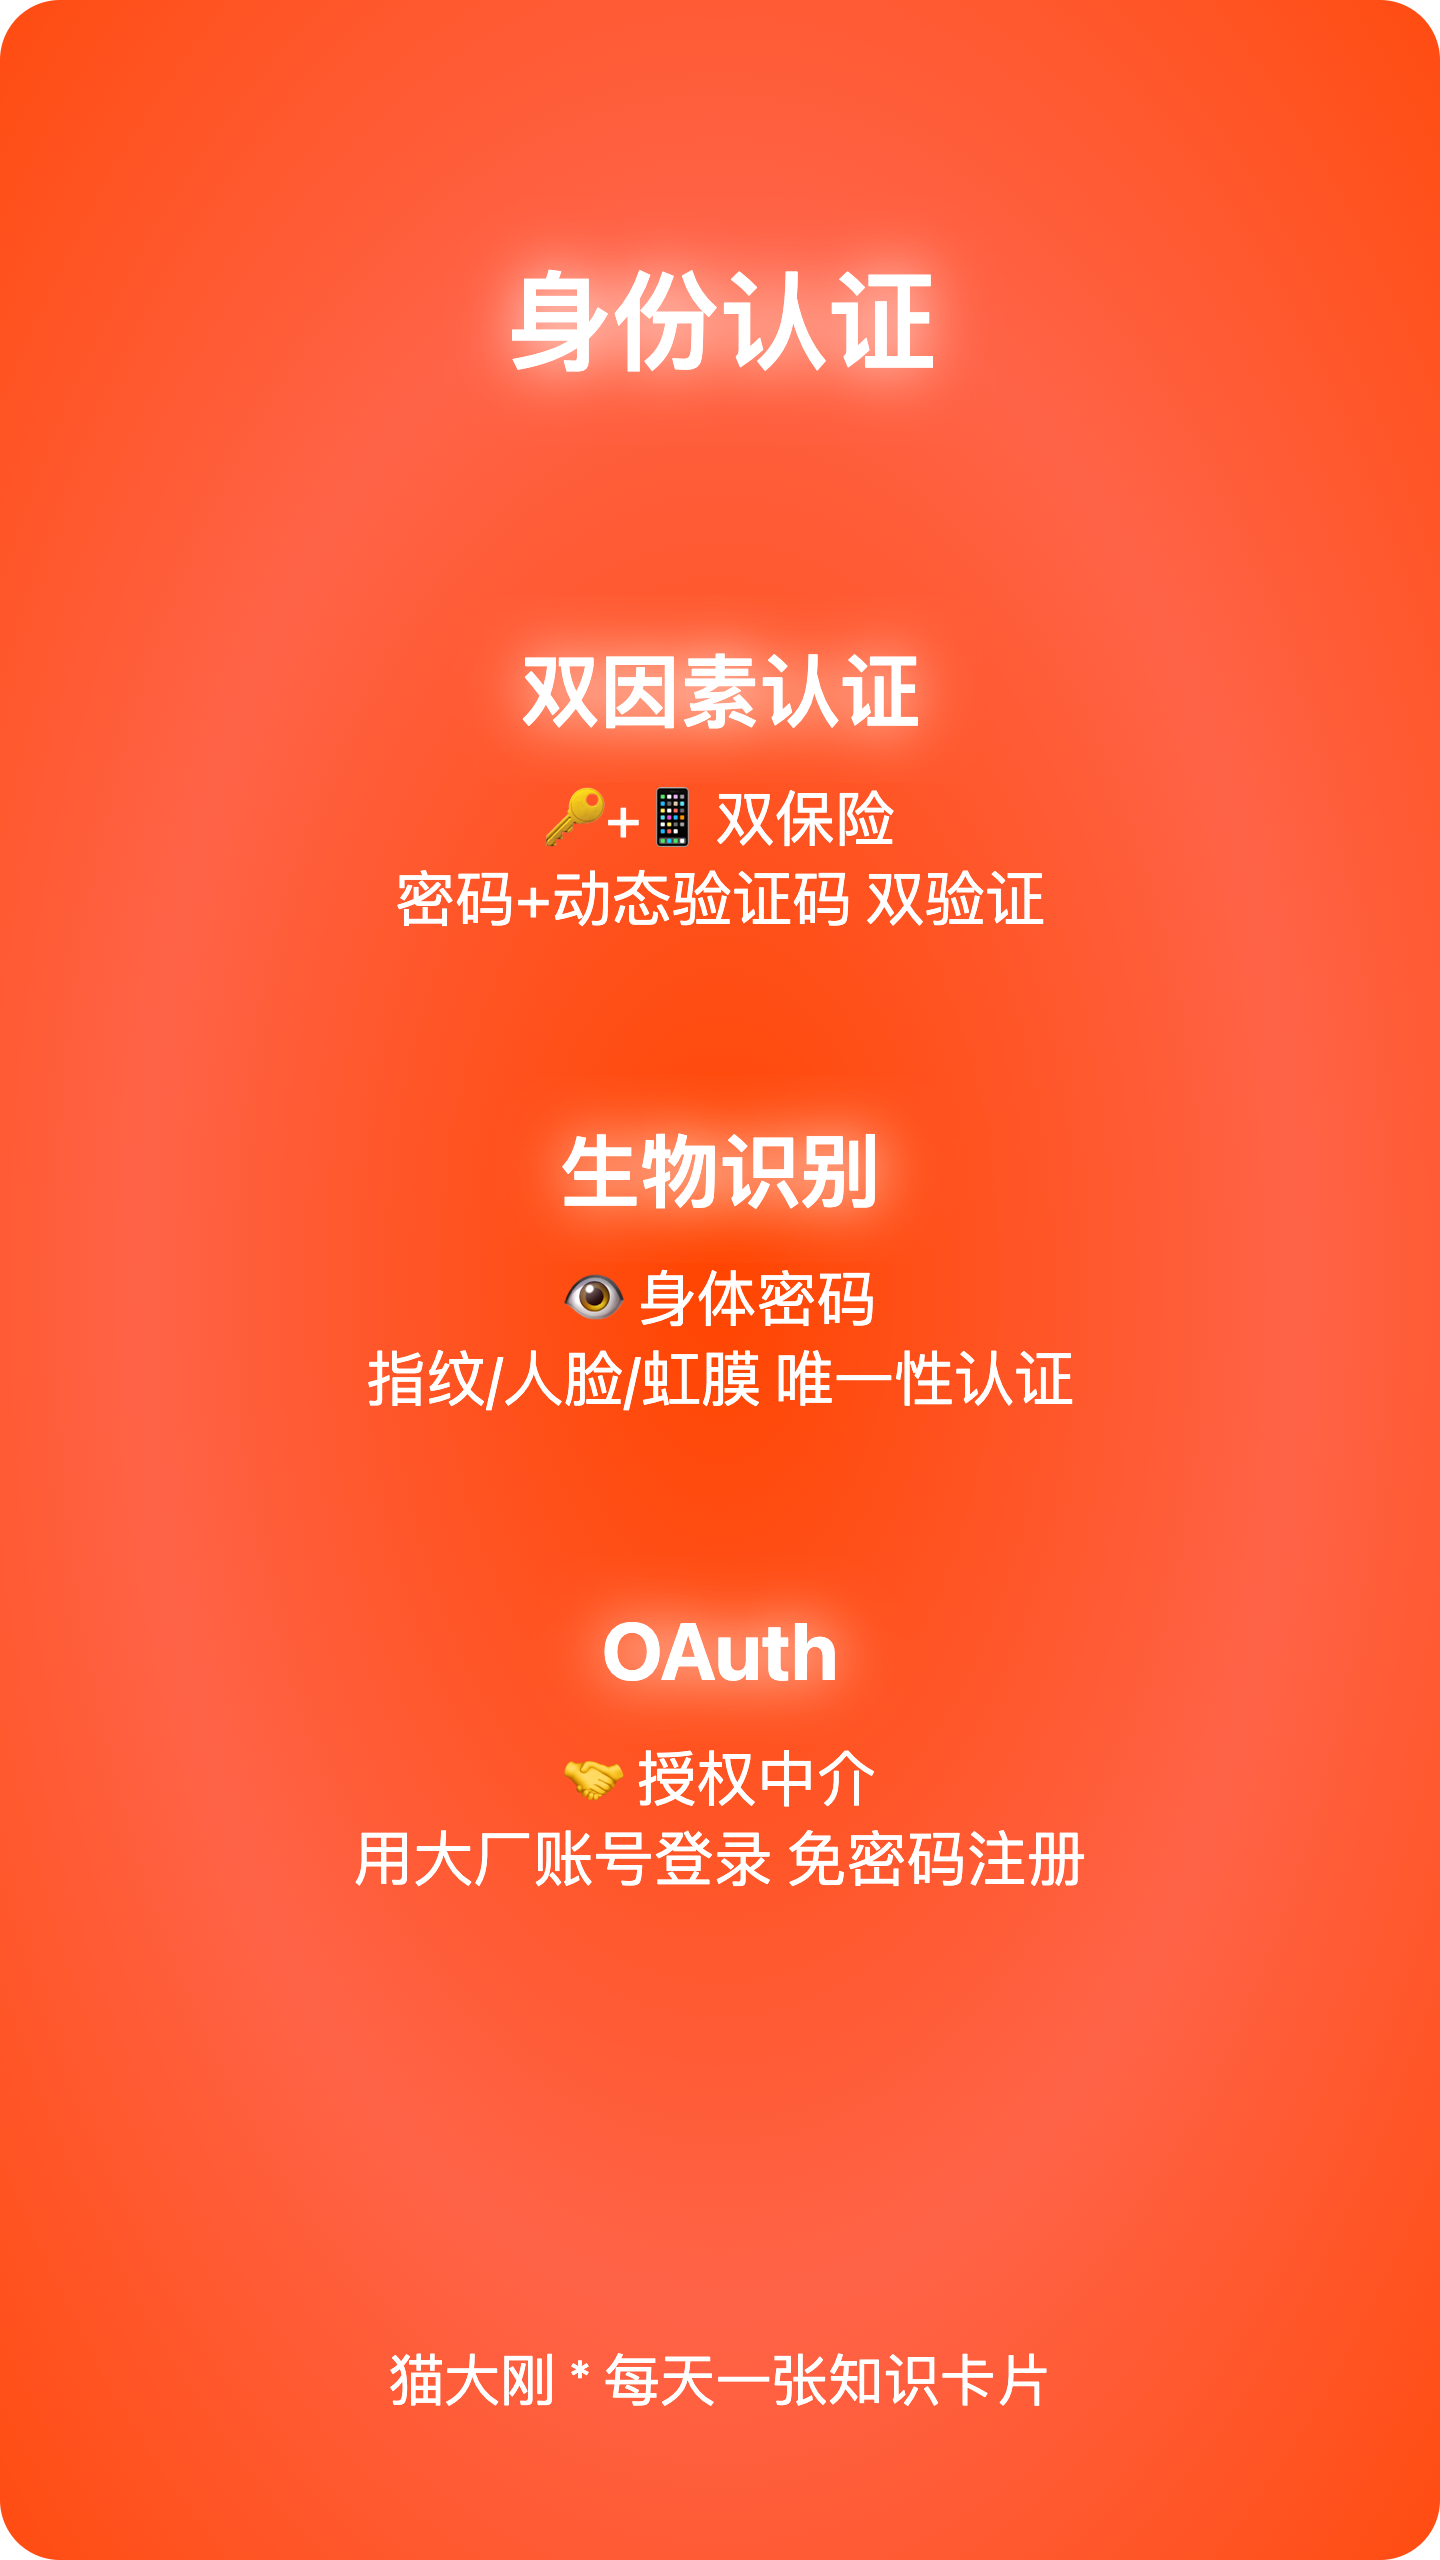 身份认证
双因素认证
🔑+📱 双保险
密码+动态验证码 双验证
生物识别
👁️ 身体密码
指纹/人脸/虹膜 唯一性认证
OAuth
🤝 授权中介
用大厂账号登录 免密码注册
猫大刚 * 每天一张知识卡片